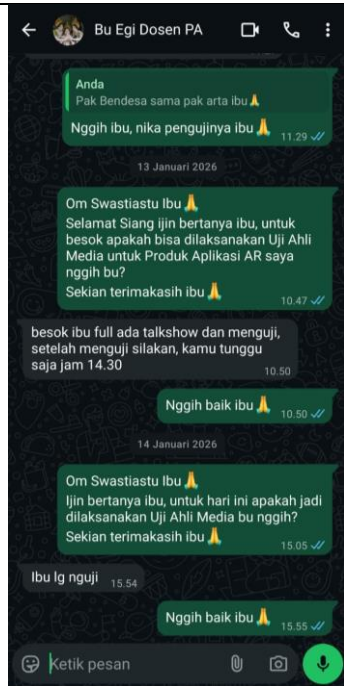 Bu Egi Dosen PA
Anda
Pak Bendesa sama pak arta ibu🙏
Nggih ibu, nika pengujinya ibu🙏
11.29
13 Januari 2026
Om Swastiastu Ibu🙏
Selamat Siang ijin bertanya ibu, untuk
besok apakah bisa dilaksanakan Uji Ahli
Media untuk Produk Aplikasi AR saya
nggih bu?
Sekian terimakasih ibu🙏
10.47
besok ibu full ada talkshow dan menguji,
setelah menguji silakan, kamu tunggu
saja jam 14.30
10.50
Nggih baik ibu🙏
10.50
14 Januari 2026
Om Swastiastu Ibu🙏
Ijin bertanya ibu, untuk hari ini apakah jadi
dilaksanakan Uji Ahli Media bu nggih?
Sekian terimakasih ibu🙏
15.05
Ibu lg nguji
15.54
Nggih baik ibu🙏
15.55
Ketik pesan